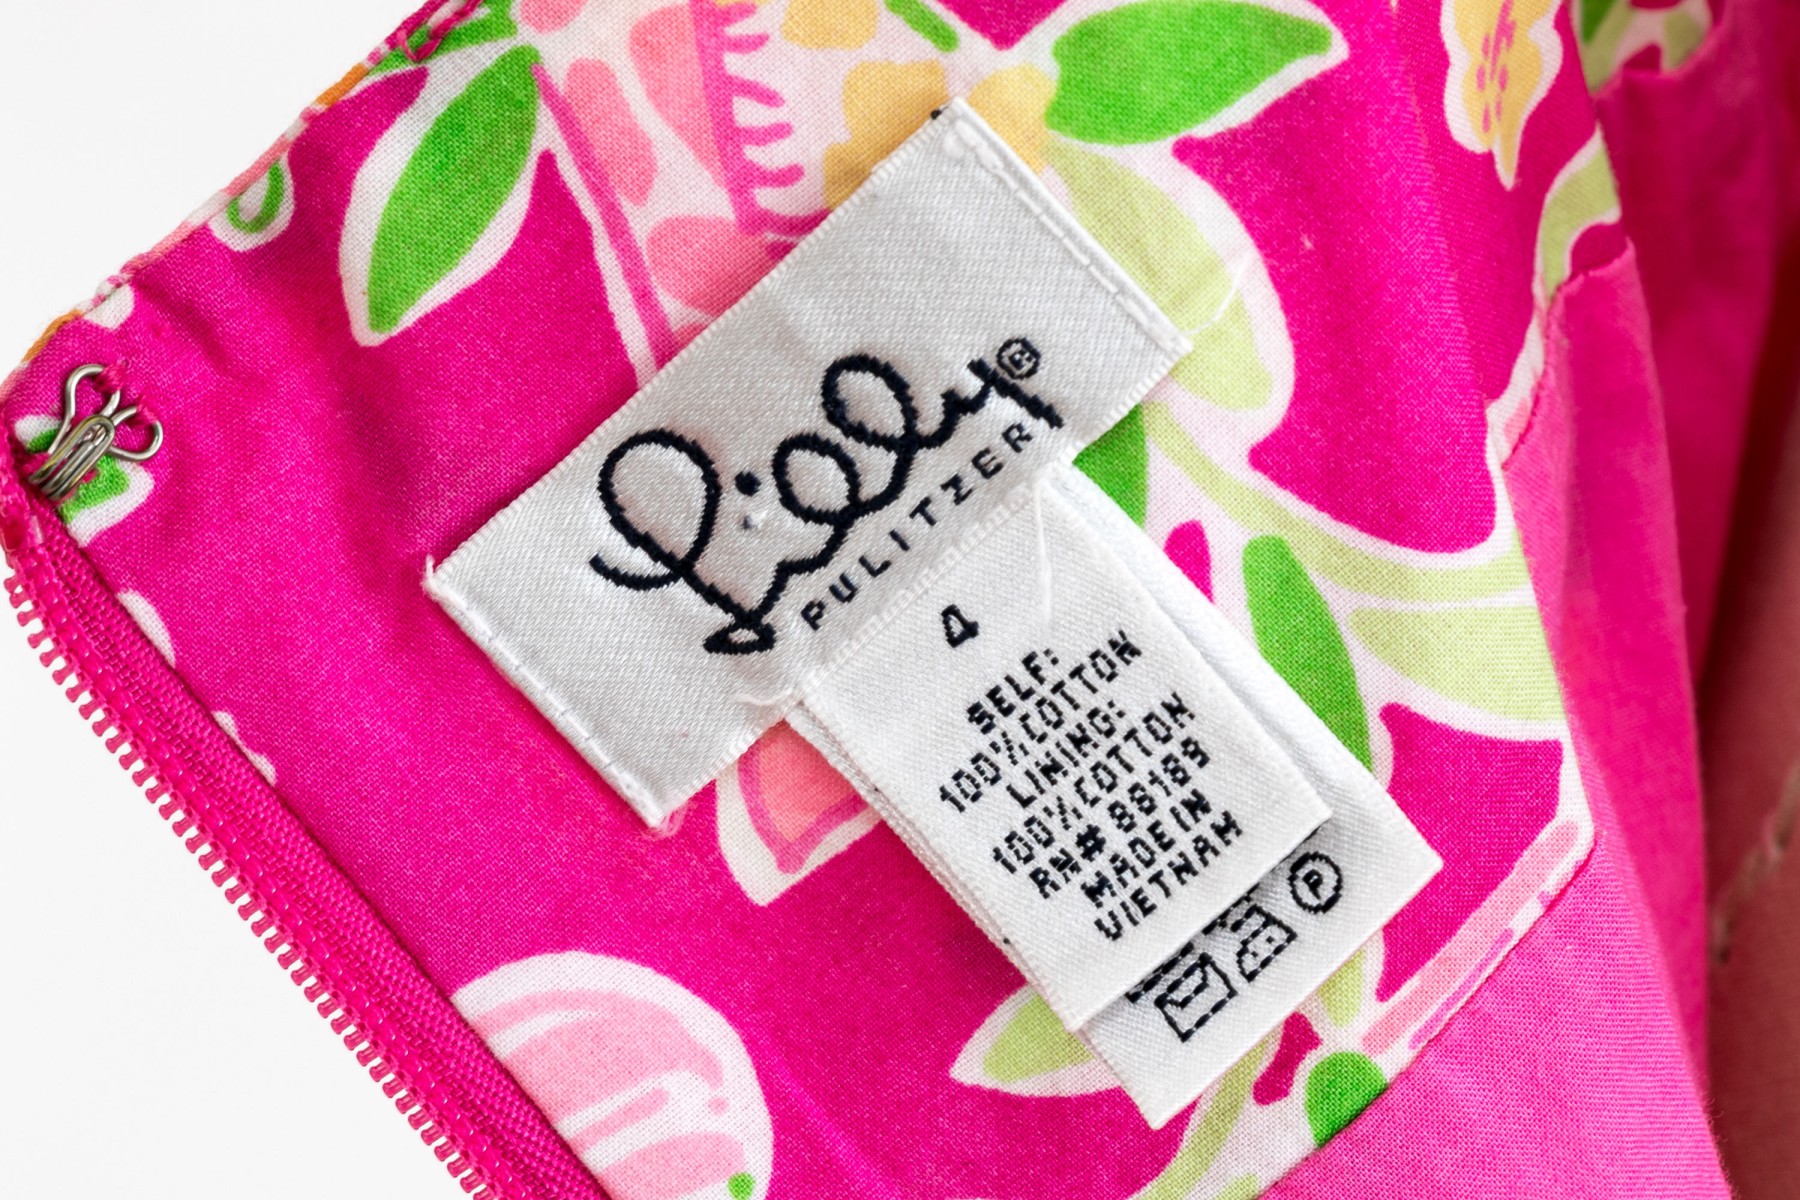 Lilly®
PULITZER
4
SELF:
100% COTTON
LINING:
100% COTTON
RN# 88189
MADE IN
VIETNAM
P